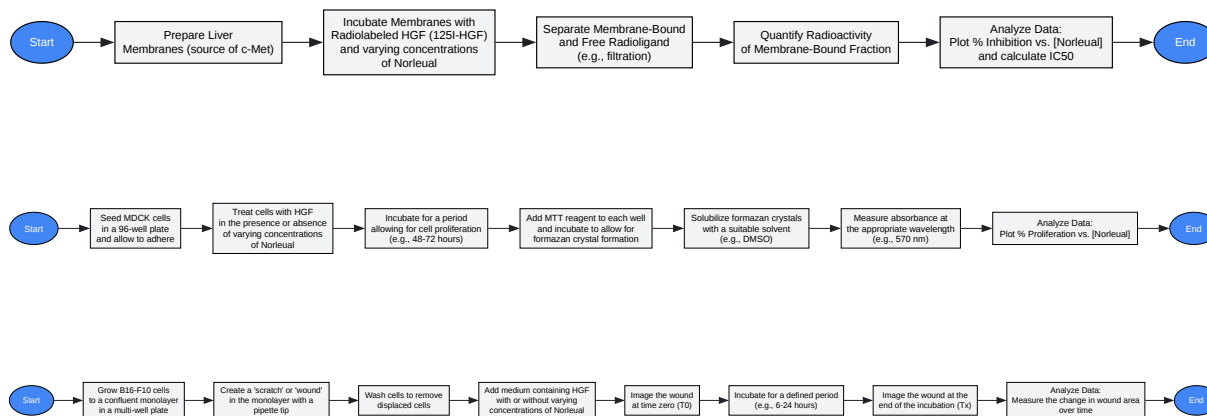 Start
Prepare Liver
Membranes (source of c-Met)
Incubate Membranes with
Radiolabeled HGF (125I-HGF)
and varying concentrations
of Norleual
Separate Membrane-Bound
and Free Radioligand
(e.g., filtration)
Quantify Radioactivity
of Membrane-Bound Fraction
Analyze Data:
Plot % Inhibition vs. [Norleual]
and calculate IC50
End
Start
Seed MDCK cells
in a 96-well plate
and allow to adhere
Treat cells with HGF
in the presence or absence
of varying concentrations
of Norleual
Incubate for a period
allowing for cell proliferation
(e.g., 48-72 hours)
Add MTT reagent to each well
and incubate to allow for
formazan crystal formation
Solubilize formazan crystals
with a suitable solvent
(e.g., DMSO)
Measure absorbance at
the appropriate wavelength
(e.g., 570 nm)
Analyze Data:
Plot % Proliferation vs. [Norleual]
End
Start
Grow B16-F10 cells
to a confluent monolayer
in a multi-well plate
Create a 'scratch' or 'wound'
in the monolayer with a
pipette tip
Wash cells to remove
displaced cells
Add medium containing HGF
with or without varying
concentrations of Norleual
Image the wound
at time zero (T0)
Incubate for a defined period
(e.g., 6-24 hours)
Image the wound at the
end of the incubation (Tx)
Analyze Data:
Measure the change in wound area
over time
End